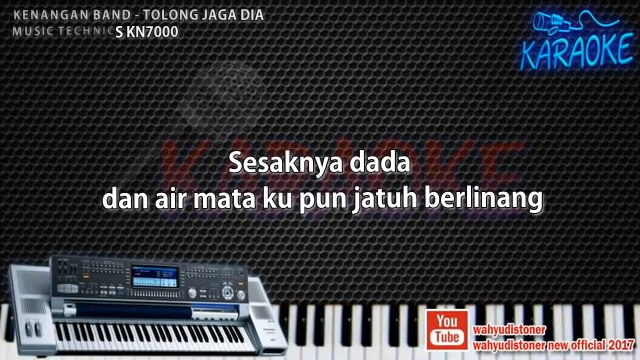 KENANGAN BAND - TOLONG JAGA DIA
MUSIC TECHNICS KN7000
KARAOKE
KARAOKE
Sesaknya dada
dan air mata ku pun jatuh berlinang
You
Tube
wahyudistoner
wahyudistoner new official 2017